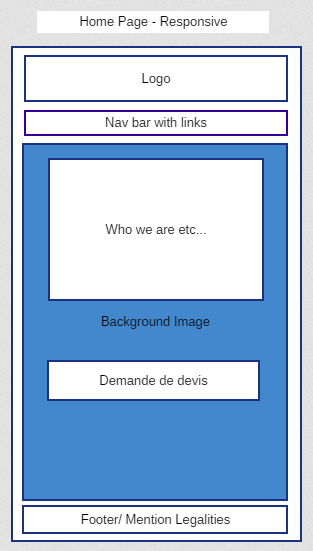 Home Page - Responsive
Logo
Nav bar with links
Who we are etc...
Background Image
Demande de devis
Footer/ Mention Legalities